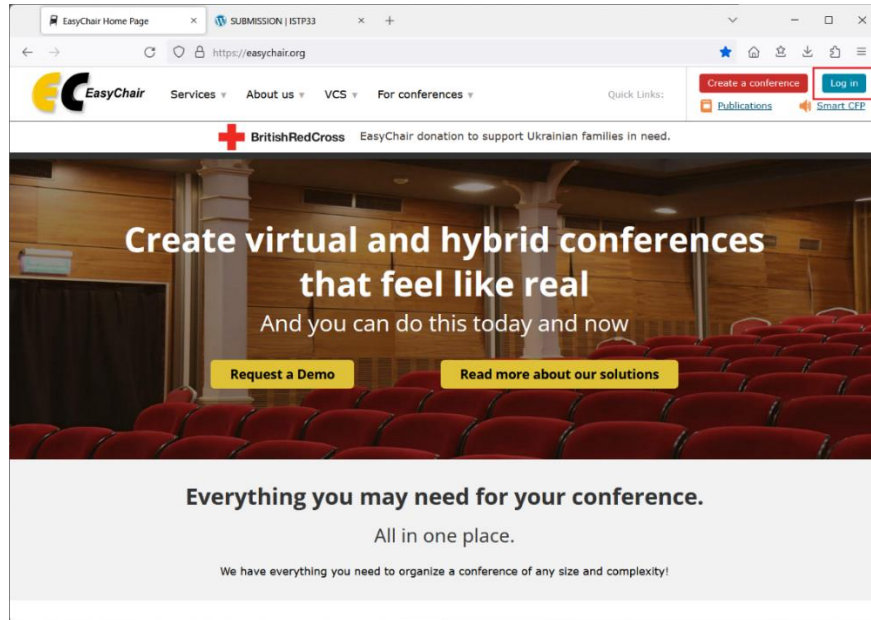 EasyChair Home Page
SUBMISSION | ISTP33
https://easychair.org
EC EasyChair
Services
About us
VCS
For conferences
Quick Links:
Create a conference
Log in
Publications
Smart CFP
BritishRedCross EasyChair donation to support Ukrainian families in need.
Create virtual and hybrid conferences
that feel like real
And you can do this today and now
Request a Demo
Read more about our solutions
Everything you may need for your conference.
All in one place.
We have everything you need to organize a conference of any size and complexity!